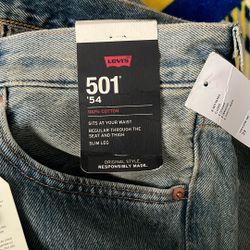 LEVI'S
501®
'54
100% COTTON
SITS AT YOUR WAIST
REGULAR THROUGH THE
SEAT AND THIGH
SLIM LEG
ORIGINAL STYLE.
RESPONSIBLY MADE.